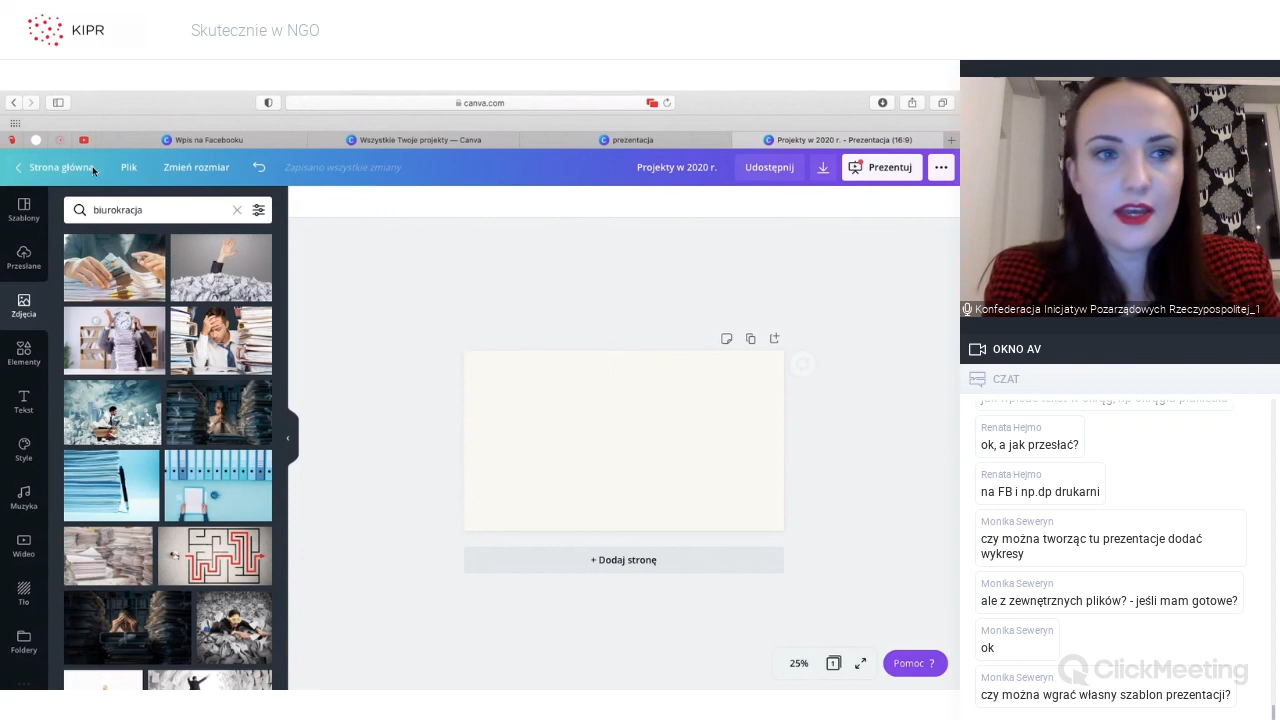 KIPR
Skutecznie w NGO
canva.com
Wpis na Facebooku
Wszystkie Twoje projekty — Canva
prezentacja
Projekty w 2020 r. - Prezentacja (16:9)
Strona główna
Plik
Zmień rozmiar
Zapisano wszystkie zmiany
Projekty w 2020 r.
Udostępnij
Prezentuj
Szablony
Przesłane
Zdjęcia
Elementy
Tekst
Style
Muzyka
Wideo
Tło
Foldery
biurokracja
+ Dodaj stronę
25%
1
Pomoc ?
Konfederacja Inicjatyw Pozarządowych Rzeczypospolitej_1
OKNO AV
CZAT
Renata Hejmo
ok, a jak przesłać?
Renata Hejmo
na FB i np.dp drukarni
Monika Seweryn
czy można tworząc tu prezentacje dodać
wykresy
Monika Seweryn
ale z zewnętrznych plików? - jeśli mam gotowe?
Monika Seweryn
ok
Monika Seweryn
czy można wgrać własny szablon prezentacji?
ClickMeeting